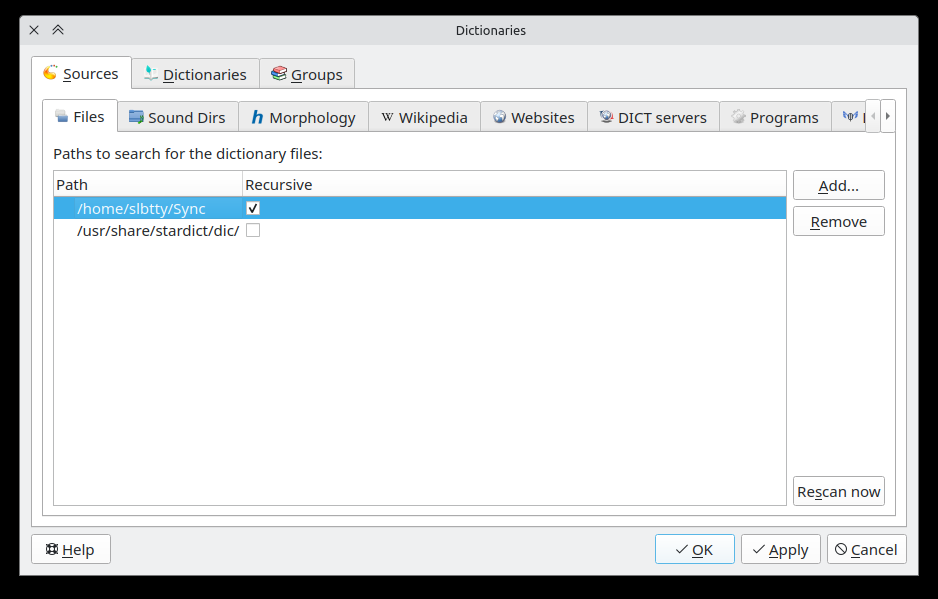 Dictionaries
Sources Dictionaries Groups
Files Sound Dirs Morphology Wikipedia Websites DICT servers Programs
Paths to search for the dictionary files:
Path Recursive Add...
/home/slbtty/Sync
/usr/share/stardict/dic/ Remove
Rescan now
Help OK Apply Cancel